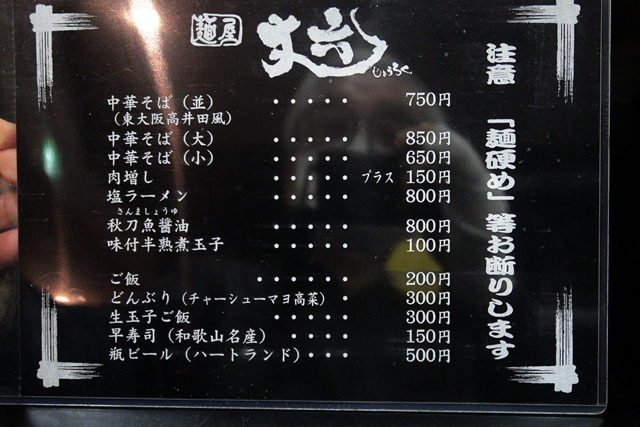 麺屋
丈六
じょうろく
中華そば（並） ・・・・・ 750円
（東大阪高井田風）
中華そば（大） ・・・・・ 850円
中華そば（小） ・・・・・ 650円
肉増し プラス 150円
塩ラーメン ・・・・・ 800円
さんましょうゆ
秋刀魚醤油 ・・・・・ 800円
味付半熟煮玉子 ・・・・ 100円
ご飯 ・・・・・・ 200円
どんぶり（チャーシューマヨ高菜） ・ 300円
生玉子ご飯 ・・・・・ 300円
早寿司（和歌山名産） ・・・・ 150円
瓶ビール（ハートランド）・・・ 500円
注意 「麺硬め」等お断りします